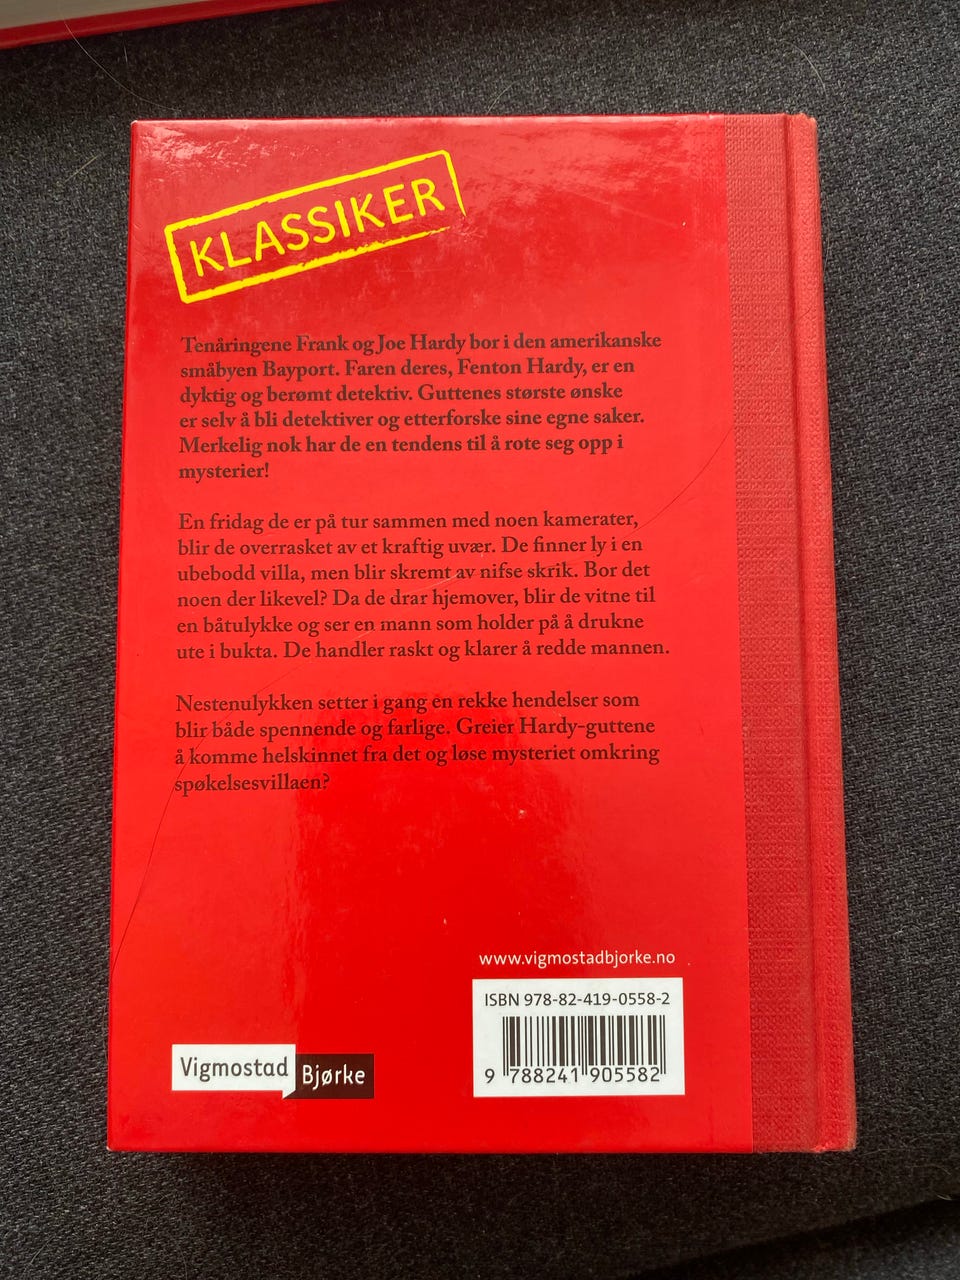 KLASSIKER
Tenåringene Frank og Joe Hardy bor i den amerikanske
småbyen Bayport. Faren deres, Fenton Hardy, er en
dyktig og berømt detektiv. Guttenes største ønske
er selv å bli detektiver og etterforske sine egne saker.
Merkelig nok har de en tendens til å rote seg opp i
mysterier!
En fridag de er på tur sammen med noen kamerater,
blir de overrasket av et kraftig uvær. De finner ly i en
ubebodd villa, men blir skremt av nifse skrik. Bor det
noen der likevel? Da de drar hjemover, blir de vitne til
en båtulykke og ser en mann som holder på å drukne
ute i bukta. De handler raskt og klarer å redde mannen.
Nestenulykken setter i gang en rekke hendelser som
blir både spennende og farlige. Greier Hardy-guttene
å komme helskinnet fra det og løse mysteriet omkring
spøkelsesvillaen?
www.vigmostadbjorke.no
ISBN 978-82-419-0558-2
9 788241 905582
Vigmostad
Bjørke